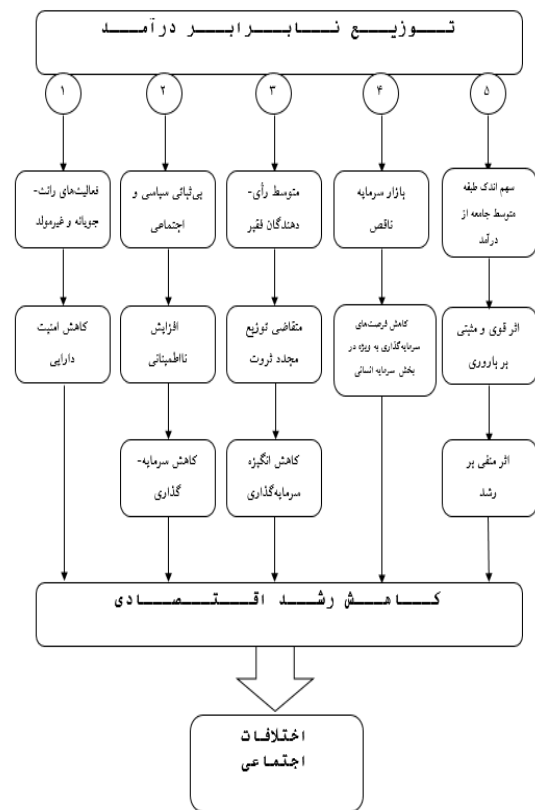 توزیع نابرابر درآمد
۱
۲
۳
۴
۵
فعالیت‌های رانت-
جویانه و غیرمولد
کاهش امنیت
دارایی
بی‌ثباتی سیاسی و
اجتماعی
افزایش
نااطمینانی
کاهش سرمایه-
گذاری
متوسط رأی-
دهندگان فقیر
متقاضی توزیع
مجدد ثروت
کاهش انگیزه
سرمایه‌گذاری
بازار سرمایه
ناقص
کاهش فرصت‌های
سرمایه‌گذاری به ویژه در
بخش سرمایه انسانی
سهم اندک طبقه
متوسط جامعه از
درآمد
اثر قوی و مثبتی
بر باروری
اثر منفی بر
رشد
کاهش رشد اقتصادی
اختلافات
اجتماعی